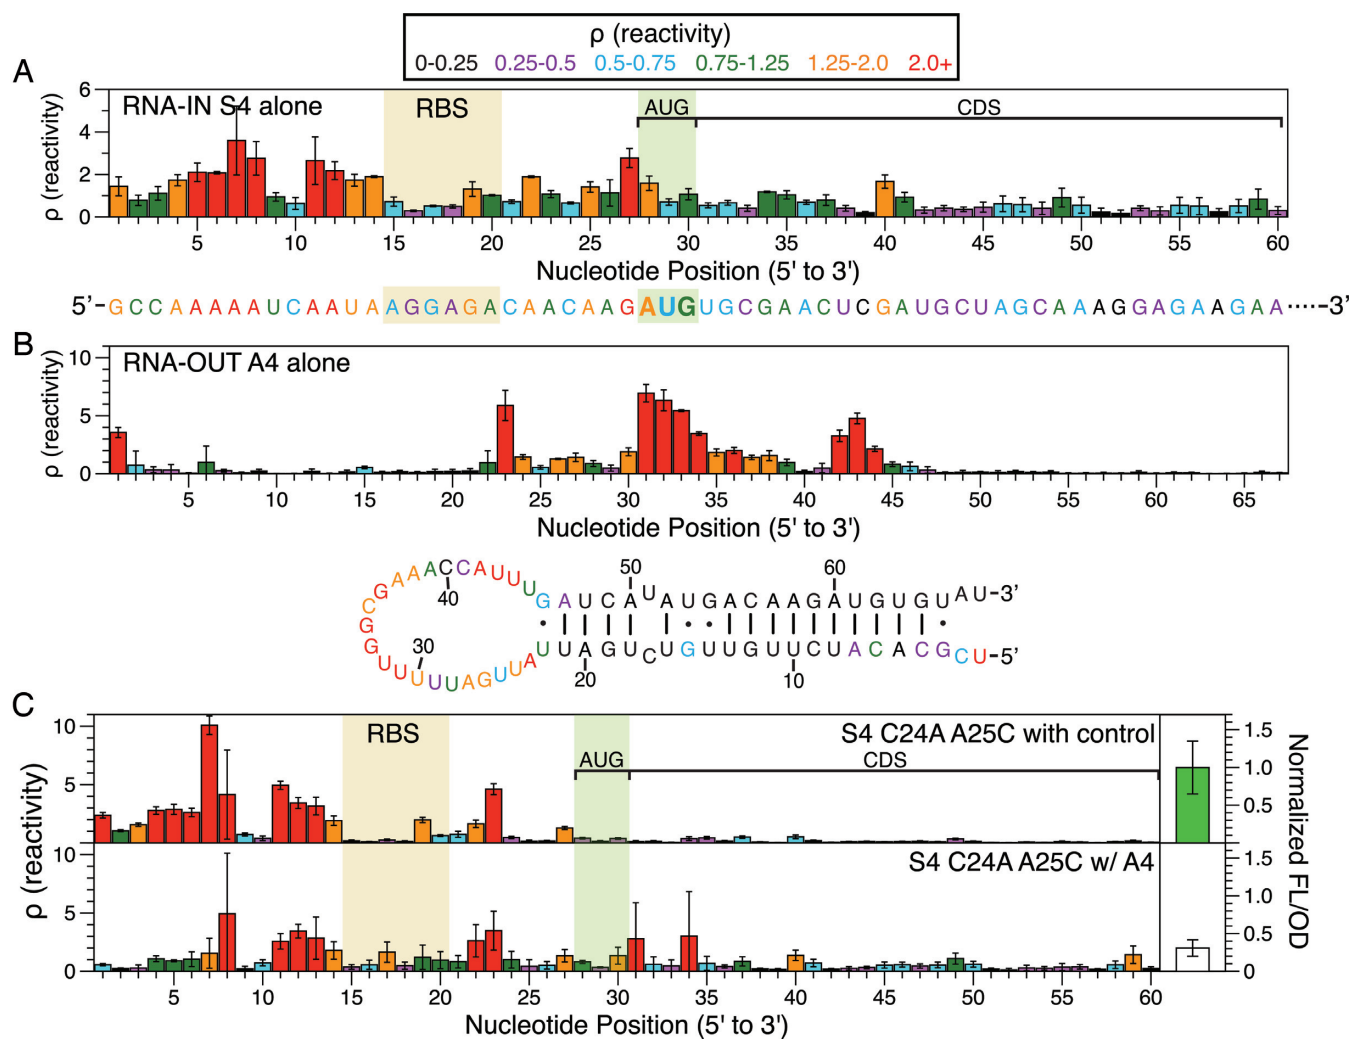 ρ (reactivity)
0-0.25 0.25-0.5 0.5-0.75 0.75-1.25 1.25-2.0 2.0+
A
RNA-IN S4 alone
RBS
AUG
CDS
ρ (reactivity)
6
4
2
0
5 10 15 20 25 30 35 40 45 50 55 60
Nucleotide Position (5' to 3')
5'-GCCAAAAAUCAAUAAGGAGACAACAAGAUGUGCGAACUCGAUGCUAGCAAAGGAGAAGAA·····-3'
B
RNA-OUT A4 alone
ρ (reactivity)
10
5
0
5 10 15 20 25 30 35 40 45 50 55 60 65
Nucleotide Position (5' to 3')
50 60
GCGAAACCAUUUGAUCAUAUGACAAGAUGUGUAU-3'
40
30
GGUUUUUUAGUUAUUAGUCUGUUGUUCUACACGCU-5'
20 10
C
RBS
S4 C24A A25C with control
AUG
CDS
10
5
1.5
1.0
0.5
S4 C24A A25C w/ A4
10
5
0
1.5
1.0
0.5
0
ρ (reactivity)
Normalized FL/OD
5 10 15 20 25 30 35 40 45 50 55 60
Nucleotide Position (5' to 3')